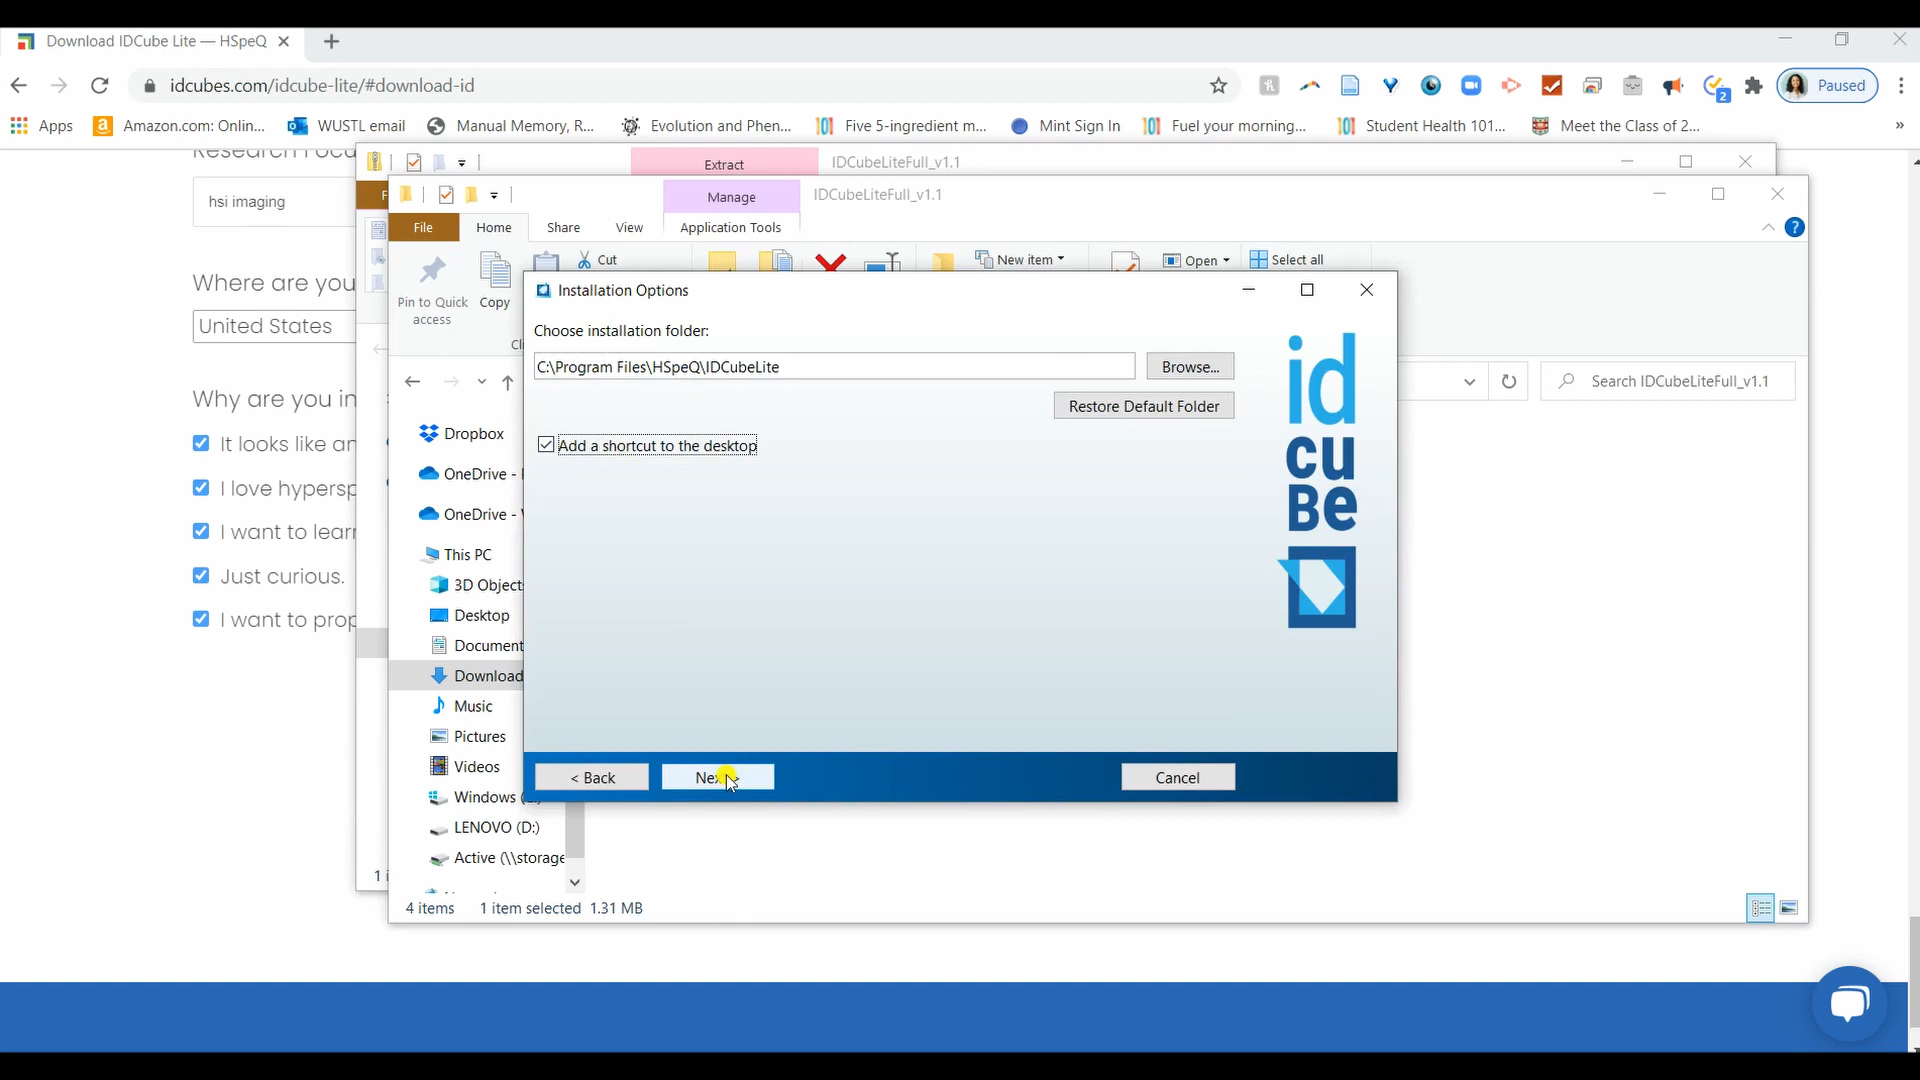 Download IDCube Lite — HSpeQ
idcubes.com/idcube-lite/#download-id
2
Paused
Apps
Amazon.com: Onlin...
WUSTL email
Manual Memory, R...
Evolution and Phen...
Five 5-ingredient m...
Mint Sign In
Fuel your morning...
Student Health 101...
Meet the Class of 2...
»
Extract
IDCubeLiteFull_v1.1
hsi imaging
Manage
IDCubeLiteFull_v1.1
File
Home
Share
View
Application Tools
Cut
New item
Open
Select all
Where are you
Pin to Quick
access
Copy
Installation Options
United States
Choose installation folder:
C:\Program Files\HSpeQ\IDCubeLite
Browse...
id
cu
Be
Search IDCubeLiteFull_v1.1
Why are you in
Restore Default Folder
It looks like an
Dropbox
Add a shortcut to the desktop
I love hypersp
OneDrive -
I want to lear
OneDrive -
This PC
Just curious.
3D Object
Desktop
I want to prop
Document
Download
Music
Pictures
Videos
< Back
Cancel
Windows
LENOVO (D:)
Active (\\storage
4 items
1 item selected 1.31 MB